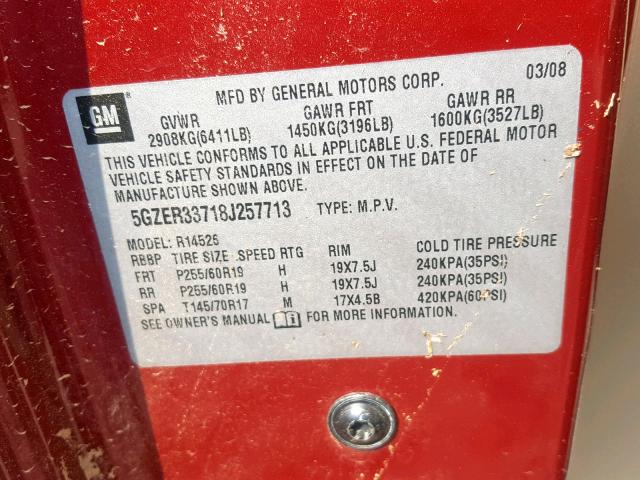 MFD BY GENERAL MOTORS CORP. 03/08
GM ®
GVWR GAWR FRT GAWR RR
2908KG(6411LB) 1450KG(3196LB) 1600KG(3527LB)
THIS VEHICLE CONFORMS TO ALL APPLICABLE U.S. FEDERAL MOTOR
VEHICLE SAFETY STANDARDS IN EFFECT ON THE DATE OF
MANUFACTURE SHOWN ABOVE.
5GZER33718J257713 TYPE: M.P.V.
MODEL: R14526
RBBP TIRE SIZE SPEED RTG RIM COLD TIRE PRESSURE
FRT P255/60R19 H 19X7.5J 240KPA(35PSI)
RR P255/60R19 H 19X7.5J 240KPA(35PSI)
SPA T145/70R17 M 17X4.5B 420KPA(60PSI)
SEE OWNER'S MANUAL FOR MORE INFORMATION.